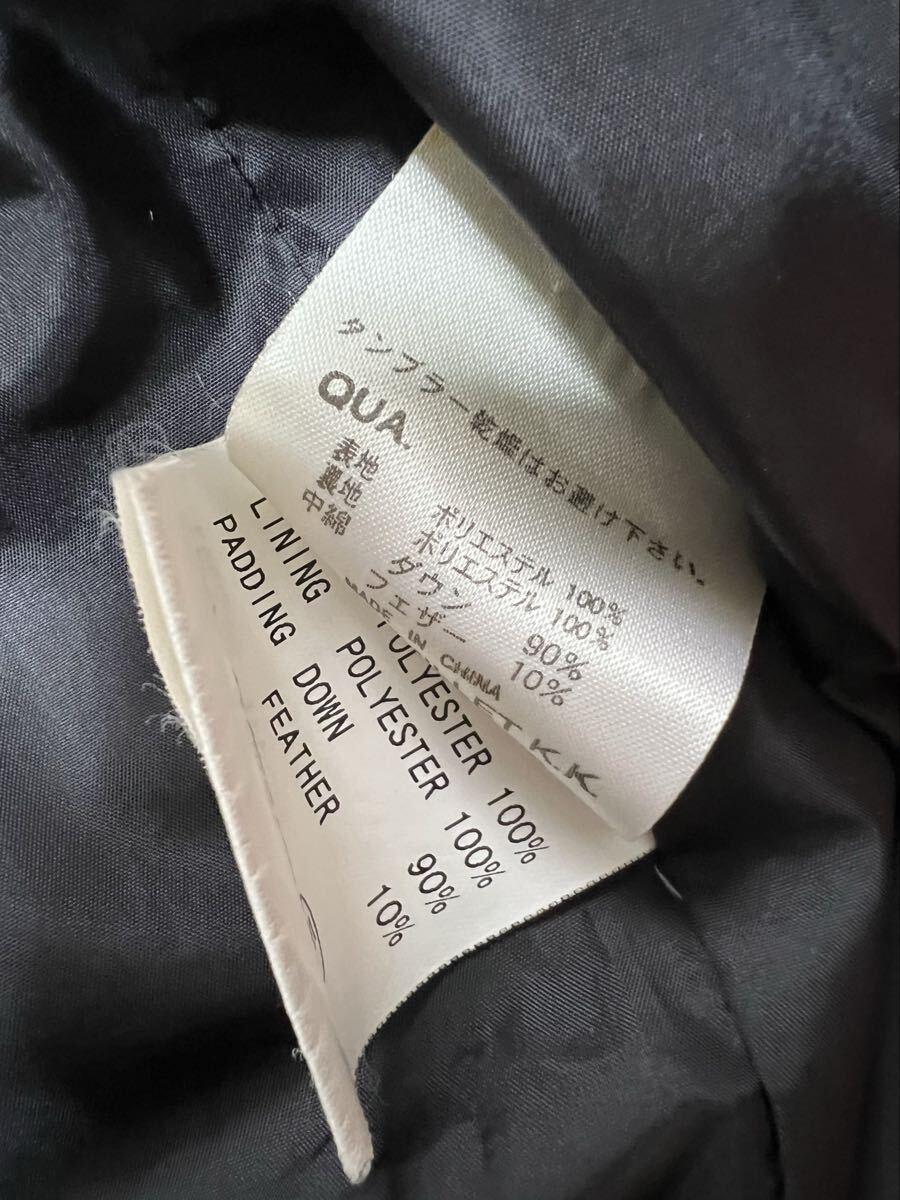 タンブラー乾燥はお避け下さい。
QUA.
表地 ポリエステル 100%
裏地 ポリエステル 100%
中綿 ダウン 90%
フェザー 10%
MADE IN CHINA
K.K
POLYESTER 100%
LINING POLYESTER 100%
PADDING DOWN 90%
FEATHER 10%